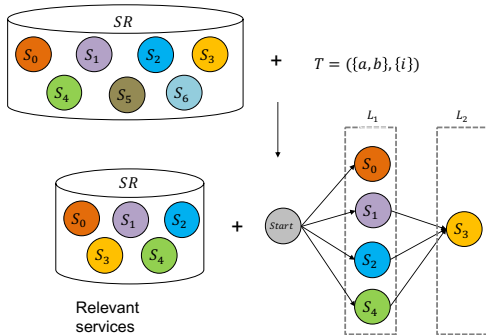 SR
S₀ S₁ S₂ S₃
S₄ S₅ S₆
+ T = ({a, b}, {i})
L₁ L₂
SR
S₀ S₁ S₂
S₃ S₄
+
Start
S₀
S₁
S₂
S₄
S₃
Relevant
services